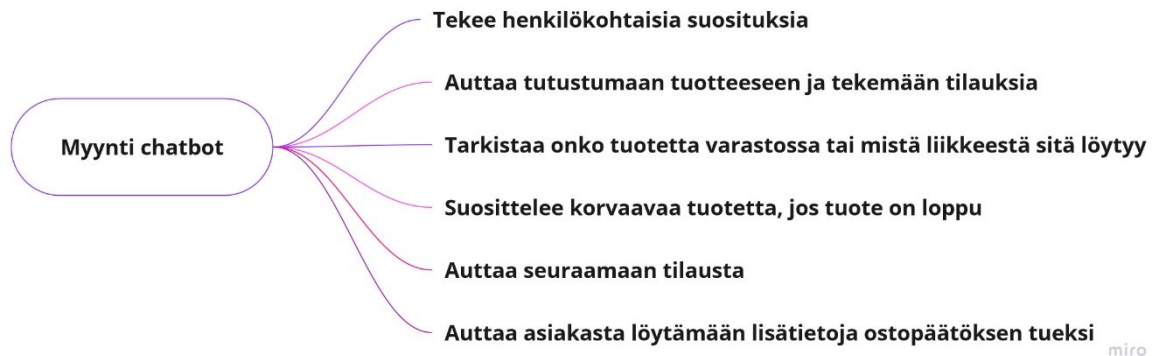 Tekee henkilökohtaisia suosituksia
Auttaa tutustumaan tuotteeseen ja tekemään tilauksia
Myynti chatbot
Tarkistaa onko tuotetta varastossa tai mistä liikkeestä sitä löytyy
Suosittelee korvaavaa tuotetta, jos tuote on loppu
Auttaa seuraamaan tilausta
Auttaa asiakasta löytämään lisätietoja ostopäätöksen tueksi
miro